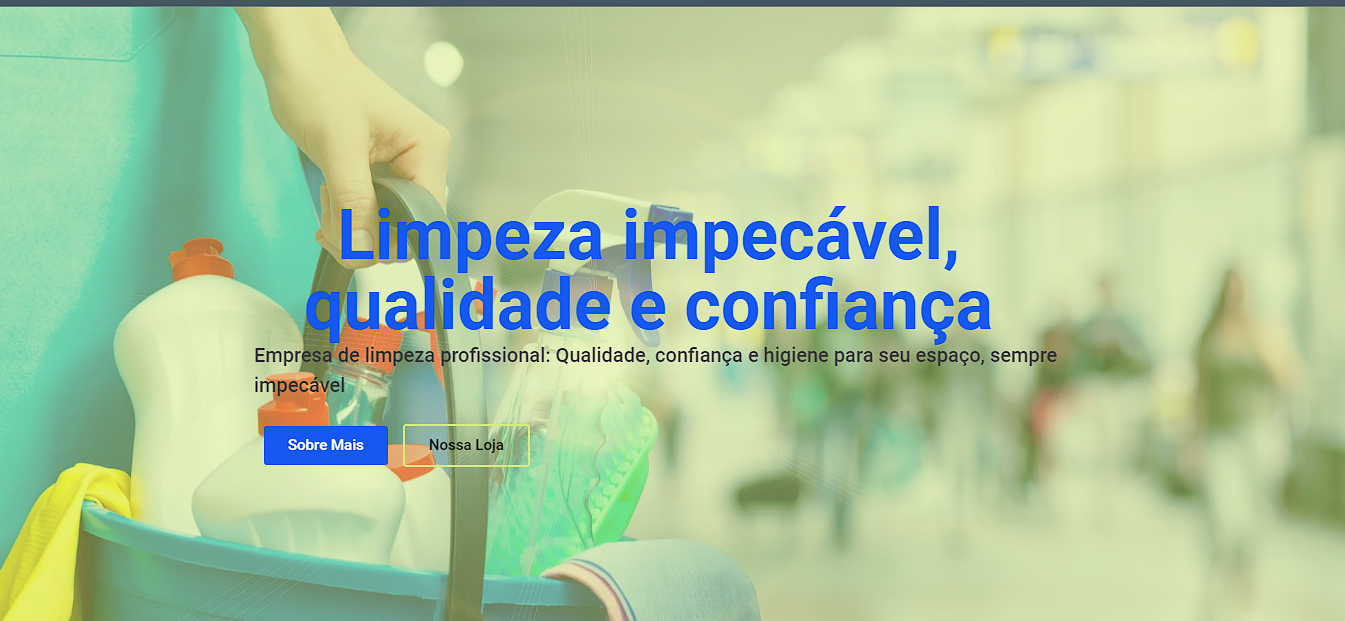 Limpeza impecável,
qualidade e confiança
Empresa de limpeza profissional: Qualidade, confiança e higiene para seu espaço, sempre
impecável
Sobre Mais
Nossa Loja